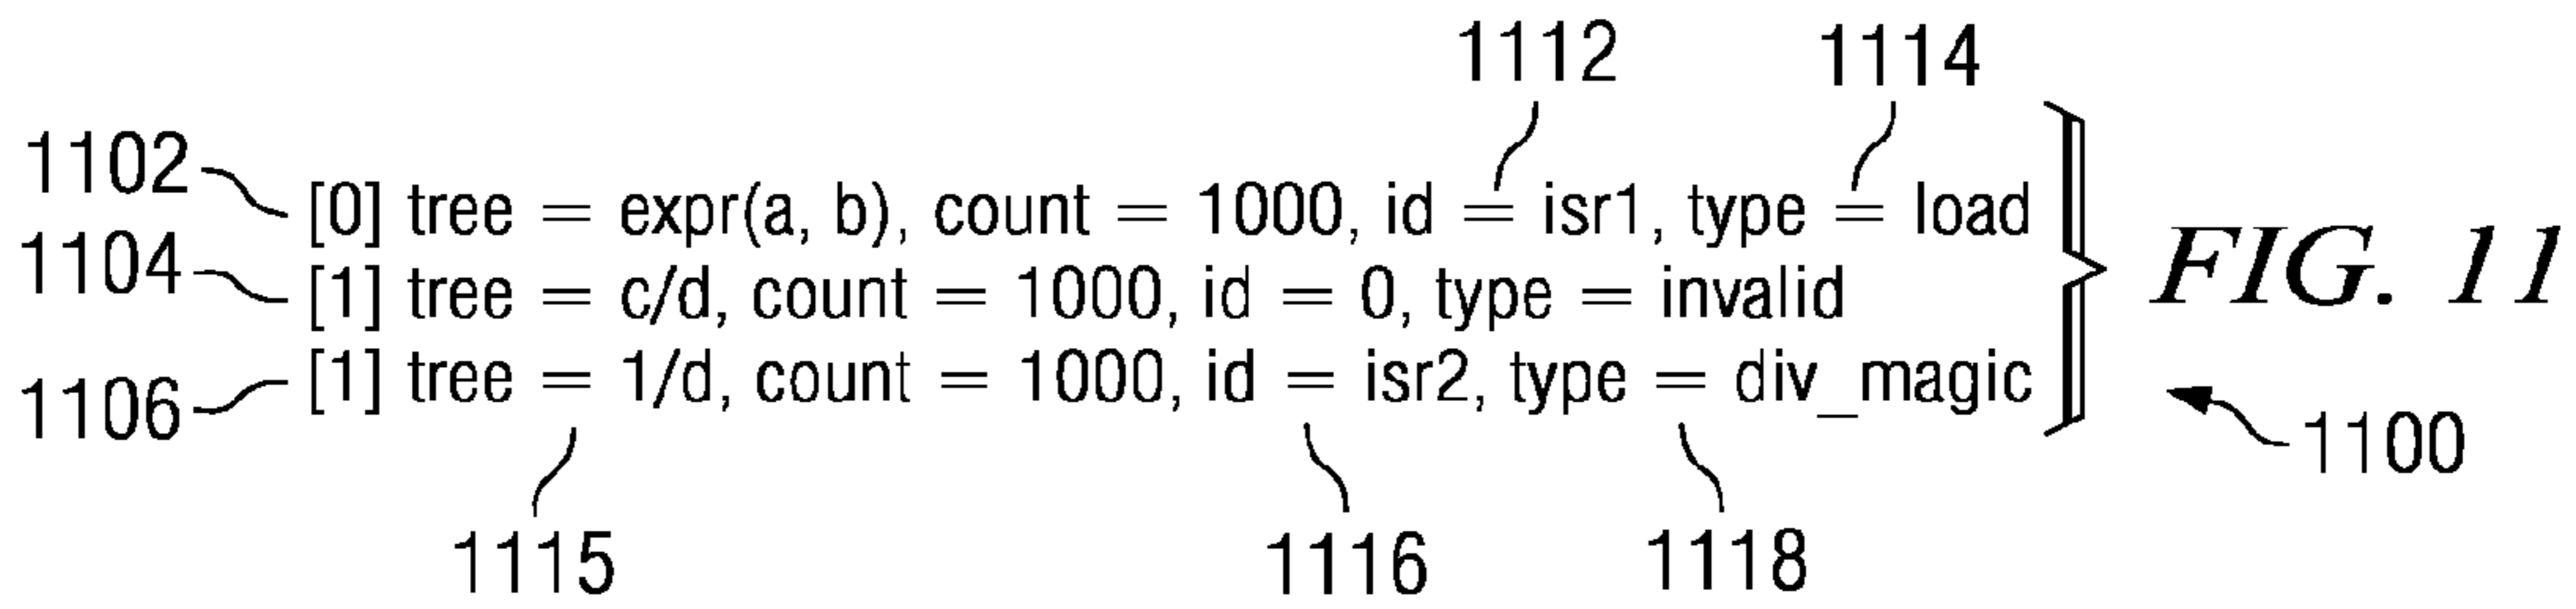 1112 1114
1102
[0] tree = expr(a, b), count = 1000, id = isr1, type = load
1104
[1] tree = c/d, count = 1000, id = 0, type = invalid
FIG. 11
1106
[1] tree = 1/d, count = 1000, id = isr2, type = div_magic
1100
1115 1116 1118